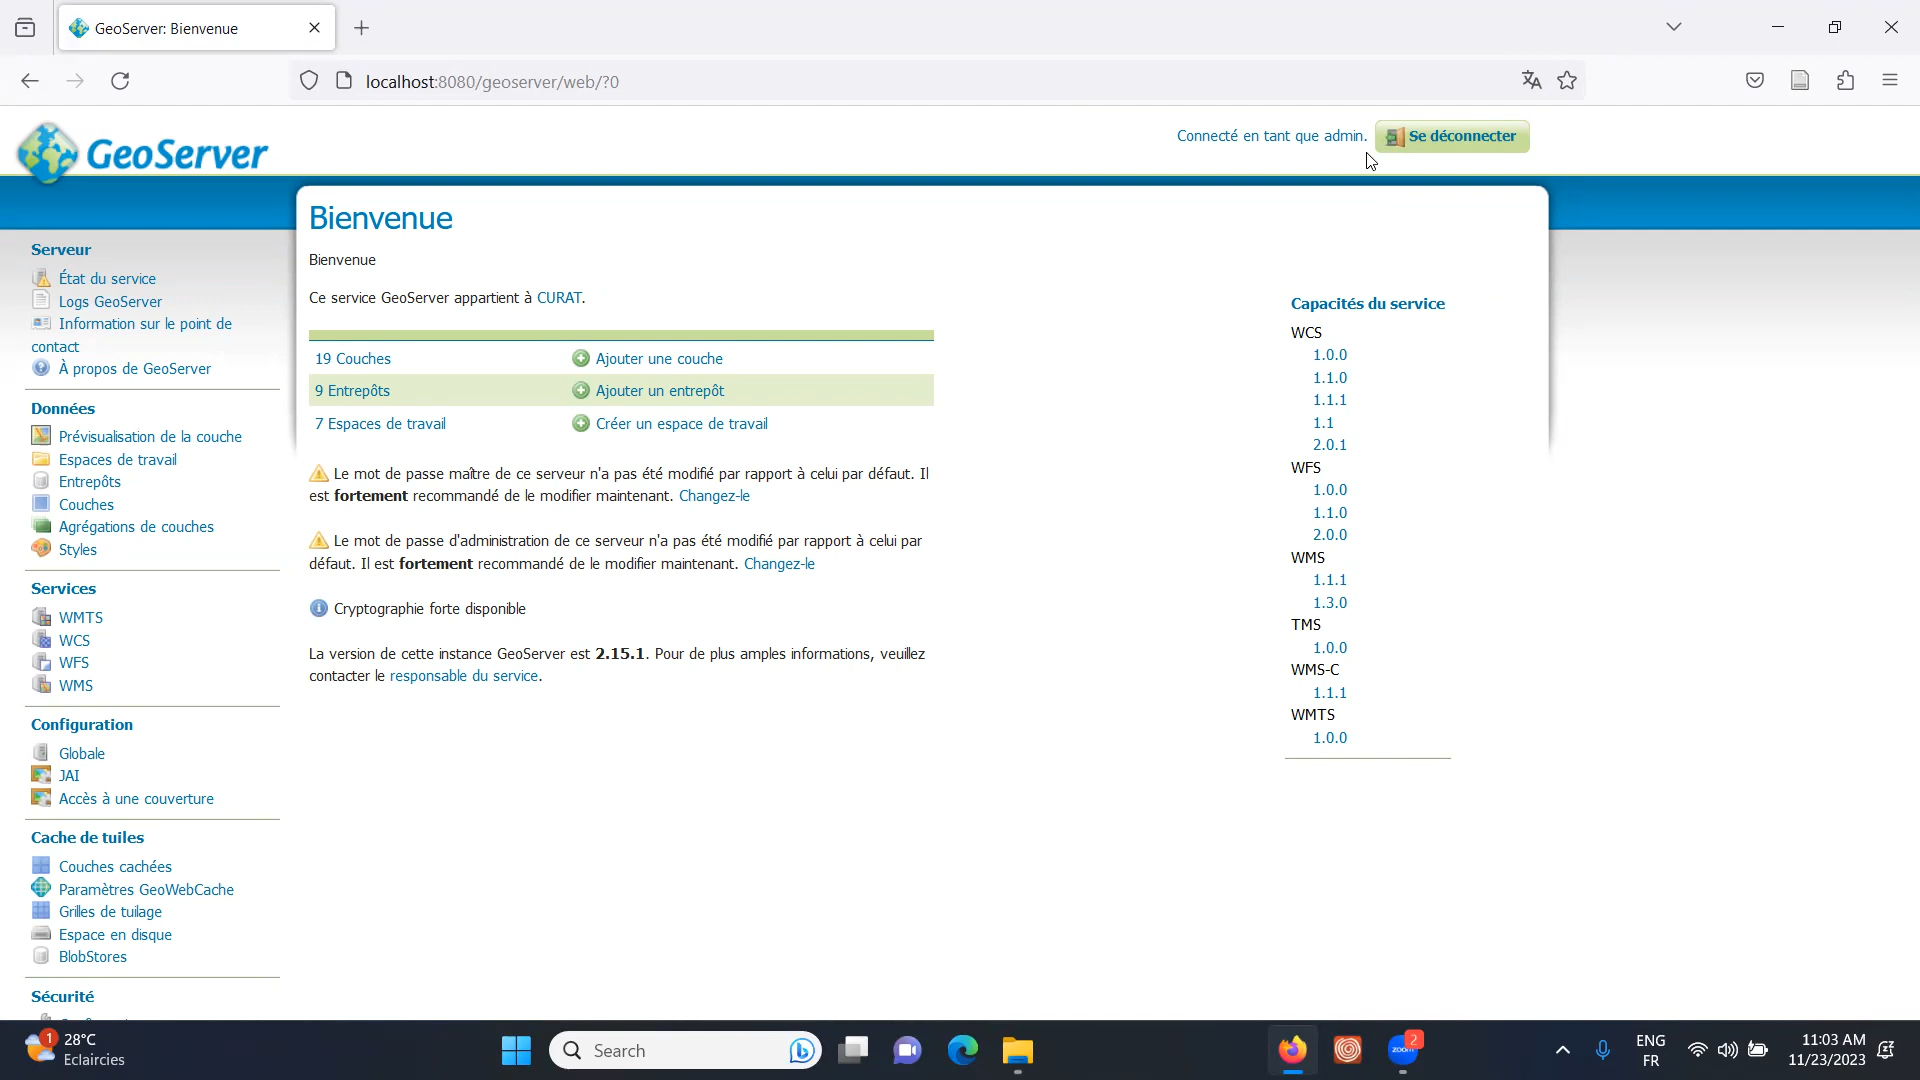 GeoServer: Bienvenue
localhost:8080/geoserver/web/?0
GeoServer
Connecté en tant que admin.
Se déconnecter
Serveur
État du service
Logs GeoServer
Information sur le point de
contact
À propos de GeoServer
Données
Prévisualisation de la couche
Espaces de travail
Entrepôts
Couches
Agrégations de couches
Styles
Services
WMTS
WCS
WFS
WMS
Configuration
Globale
JAI
Accès à une couverture
Cache de tuiles
Couches cachées
Paramètres GeoWebCache
Grilles de tuilage
Espace en disque
BlobStores
Sécurité
Bienvenue
Bienvenue
Ce service GeoServer appartient à CURAT.
19 Couches
Ajouter une couche
9 Entrepôts
Ajouter un entrepôt
7 Espaces de travail
Créer un espace de travail
Le mot de passe maître de ce serveur n'a pas été modifié par rapport à celui par défaut. Il
est fortement recommandé de le modifier maintenant. Changez-le
Le mot de passe d'administration de ce serveur n'a pas été modifié par rapport à celui par
défaut. Il est fortement recommandé de le modifier maintenant. Changez-le
Cryptographie forte disponible
La version de cette instance GeoServer est 2.15.1. Pour de plus amples informations, veuillez
contacter le responsable du service.
Capacités du service
WCS
1.0.0
1.1.0
1.1.1
1.1
2.0.1
WFS
1.0.0
1.1.0
2.0.0
WMS
1.1.1
1.3.0
TMS
1.0.0
WMS-C
1.1.1
WMTS
1.0.0
1
28°C
Eclaircies
Search
zoom
2
ENG
FR
11:03 AM
11/23/2023